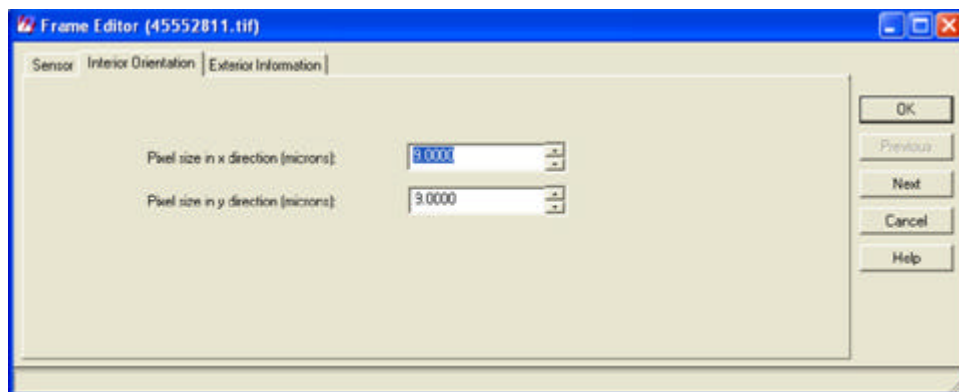 Frame Editor (45552811.tif)
Sensor Interior Orientation Exterior Information
Pixel size in x direction (microns): 9.0000
Pixel size in y direction (microns): 9.0000
OK
Previous
Next
Cancel
Help